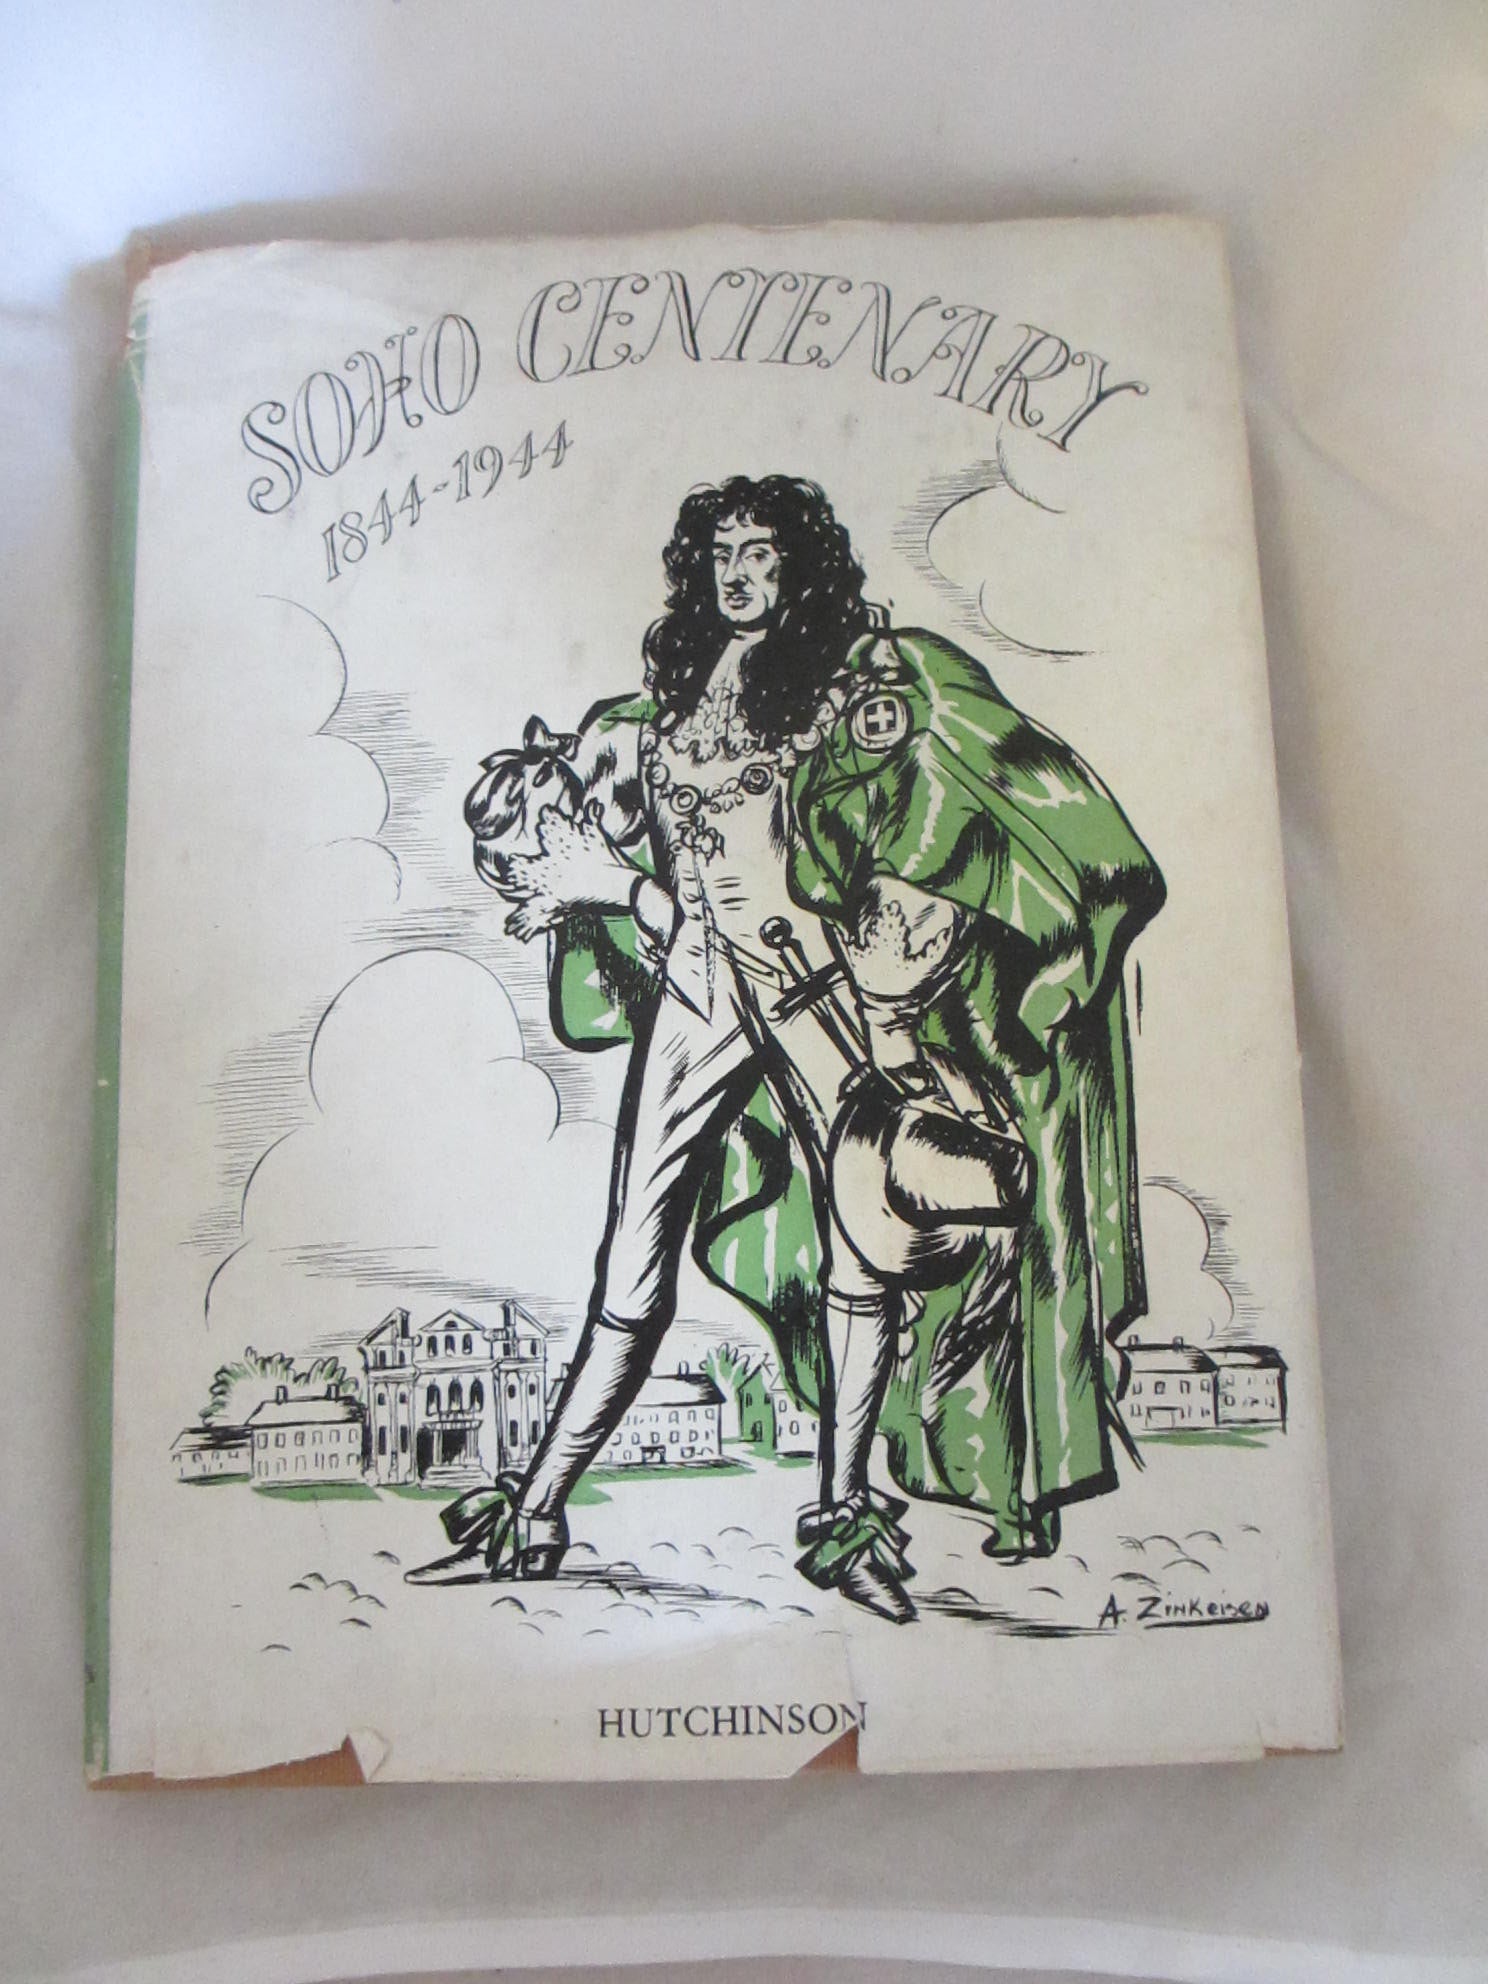 SOHO CENTENARY
1844-1944
A. Zinkeisen
HUTCHINSON